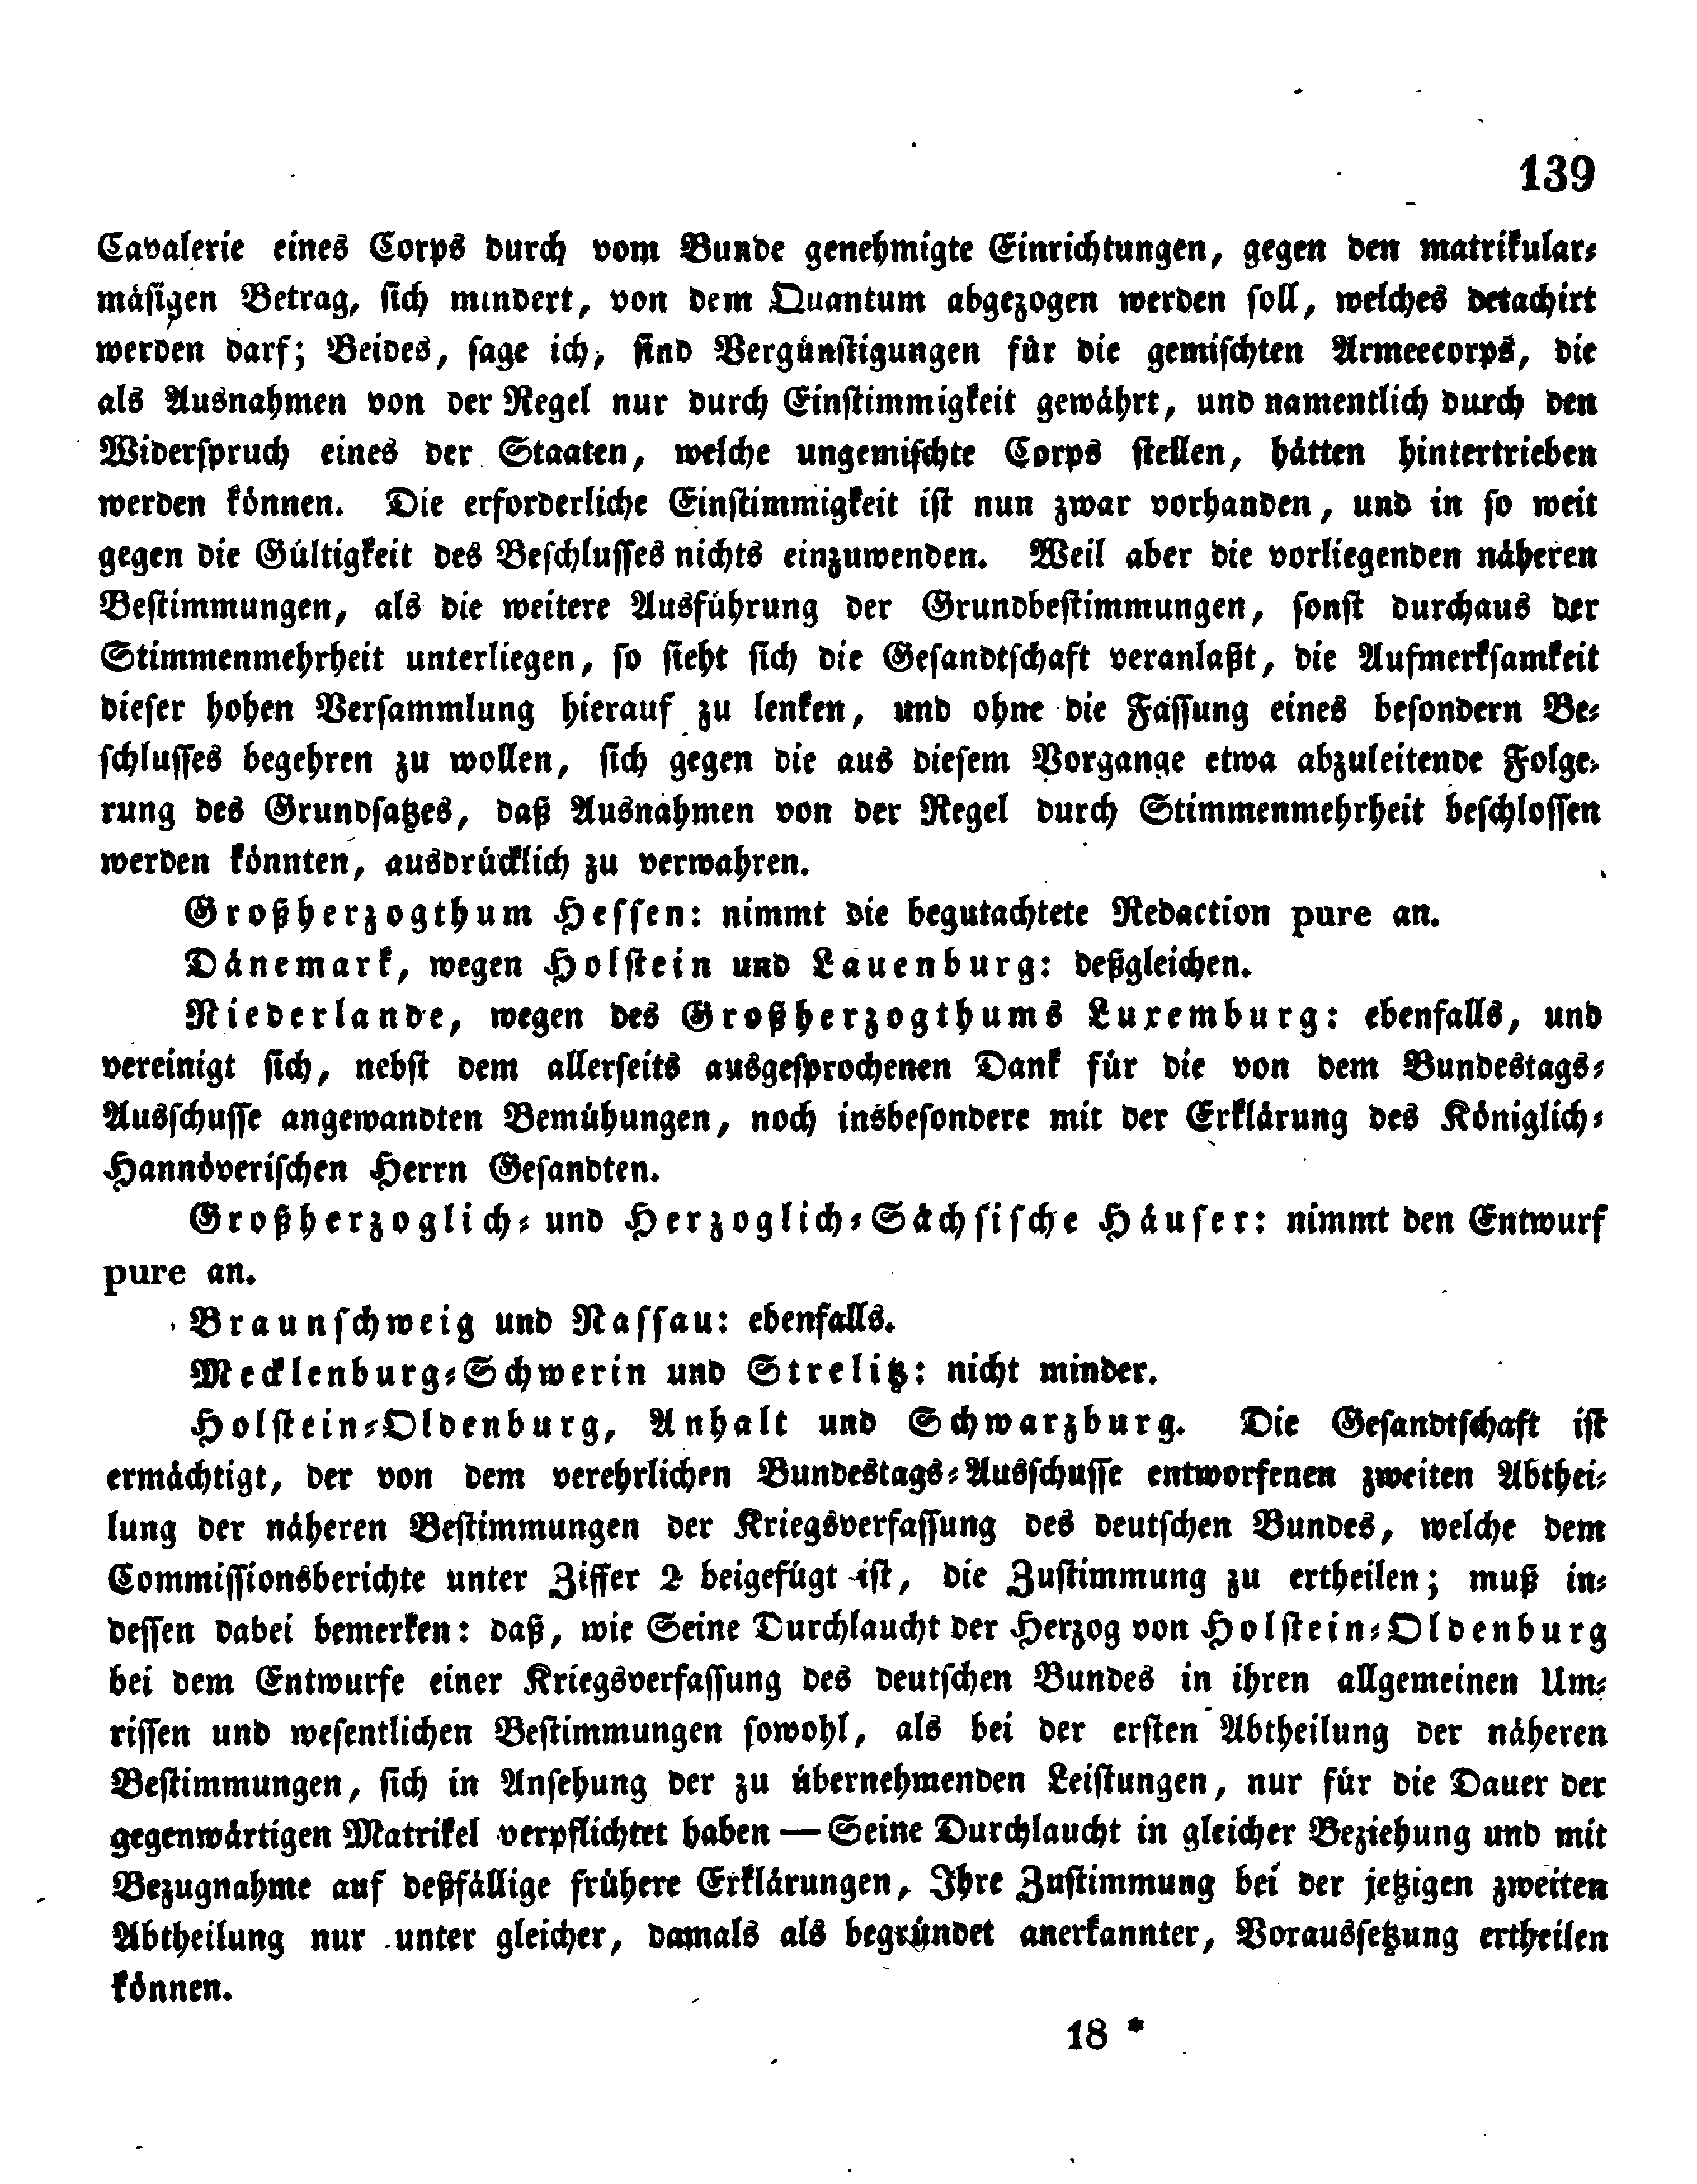 139
Cavalerie eines Corps durch vom Bunde genehmigte Einrichtungen, gegen den matrikular-
mäsigen Betrag, sich mindert, von dem Quantum abgezogen werden soll, welches detachirt
werden darf; Beides, sage ich, sind Vergünstigungen für die gemischten Armeecorps, die
als Ausnahmen von der Regel nur durch Einstimmigkeit gewährt, und namentlich durch den
Widerspruch eines der Staaten, welche ungemischte Corps stellen, hätten hintertrieben
werden können. Die erforderliche Einstimmigkeit ist nun zwar vorhanden, und in so weit
gegen die Gültigkeit des Beschlusses nichts einzuwenden. Weil aber die vorliegenden näheren
Bestimmungen, als die weitere Ausführung der Grundbestimmungen, sonst durchaus der
Stimmenmehrheit unterliegen, so sieht sich die Gesandtschaft veranlaßt, die Aufmerksamkeit
dieser hohen Versammlung hierauf zu lenken, und ohne die Fassung eines besondern Be-
schlusses begehren zu wollen, sich gegen die aus diesem Vorgange etwa abzuleitende Folge-
rung des Grundsatzes, daß Ausnahmen von der Regel durch Stimmenmehrheit beschlossen
werden könnten, ausdrücklich zu verwahren.
Großherzogthum Hessen: nimmt die begutachtete Redaction pure an.
Dänemark, wegen Holstein und Lauenburg: deßgleichen.
Niederlande, wegen des Großherzogthums Luxemburg: ebenfalls, und
vereinigt sich, nebst dem allerseits ausgesprochenen Dank für die von dem Bundestags-
Ausschusse angewandten Bemühungen, noch insbesondere mit der Erklärung des Königlich-
Hannöverischen Herrn Gesandten.
Großherzoglich- und Herzoglich-Sächsische Häuser: nimmt den Entwurf
pure an.
Braunschweig und Nassau: ebenfalls.
Mecklenburg-Schwerin und Strelitz: nicht minder.
Holstein-Oldenburg, Anhalt und Schwarzburg. Die Gesandtschaft ist
ermächtigt, der von dem verehrlichen Bundestags-Ausschusse entworfenen zweiten Abthei-
lung der näheren Bestimmungen der Kriegsverfassung des deutschen Bundes, welche dem
Commissionsberichte unter Ziffer 2 beigefügt ist, die Zustimmung zu ertheilen; muß in-
dessen dabei bemerken: daß, wie Seine Durchlaucht der Herzog von Holstein-Oldenburg
bei dem Entwurfe einer Kriegsverfassung des deutschen Bundes in ihren allgemeinen Um-
rissen und wesentlichen Bestimmungen sowohl, als bei der ersten Abtheilung der näheren
Bestimmungen, sich in Ansehung der zu übernehmenden Leistungen, nur für die Dauer der
gegenwärtigen Matrikel verpflichtet haben — Seine Durchlaucht in gleicher Beziehung und mit
Bezugnahme auf deßfällige frühere Erklärungen, Ihre Zustimmung bei der jetzigen zweiten
Abtheilung nur unter gleicher, damals als begründet anerkannter, Voraussetzung ertheilen
können.
18 *